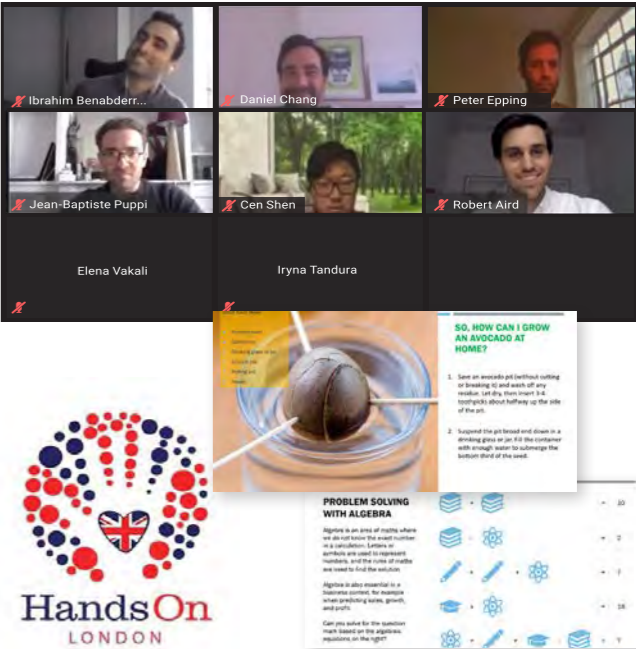 Ibrahim Benabderr...
Daniel Chang
Peter Epping
Jean-Baptiste Puppi
Cen Shen
Robert Aird
Elena Vakali
Iryna Tandura
SO, HOW CAN I GROW
AN AVOCADO AT
HOME?
1. Save an avocado pit (without cutting
or breaking it) and wash off any
residue. Let dry, then insert 3-4
toothpicks about halfway up the side
of the pit.
2. Suspend the pit broad end down in a
drinking glass or jar. Fill the container
with enough water to submerge the
bottom third of the seed.
PROBLEM SOLVING
WITH ALGEBRA
Algebra is an area of maths where
we do not know the exact number
in a calculation. Letters or
symbols are used to represent
numbers, and the rules of maths
are used to find the solution.
Algebra is also essential in a
business context, for example
when predicting sales, growth,
and profit.
Can you solve for the question
mark based on the algebraic
equations on the right?
HandsOn
LONDON